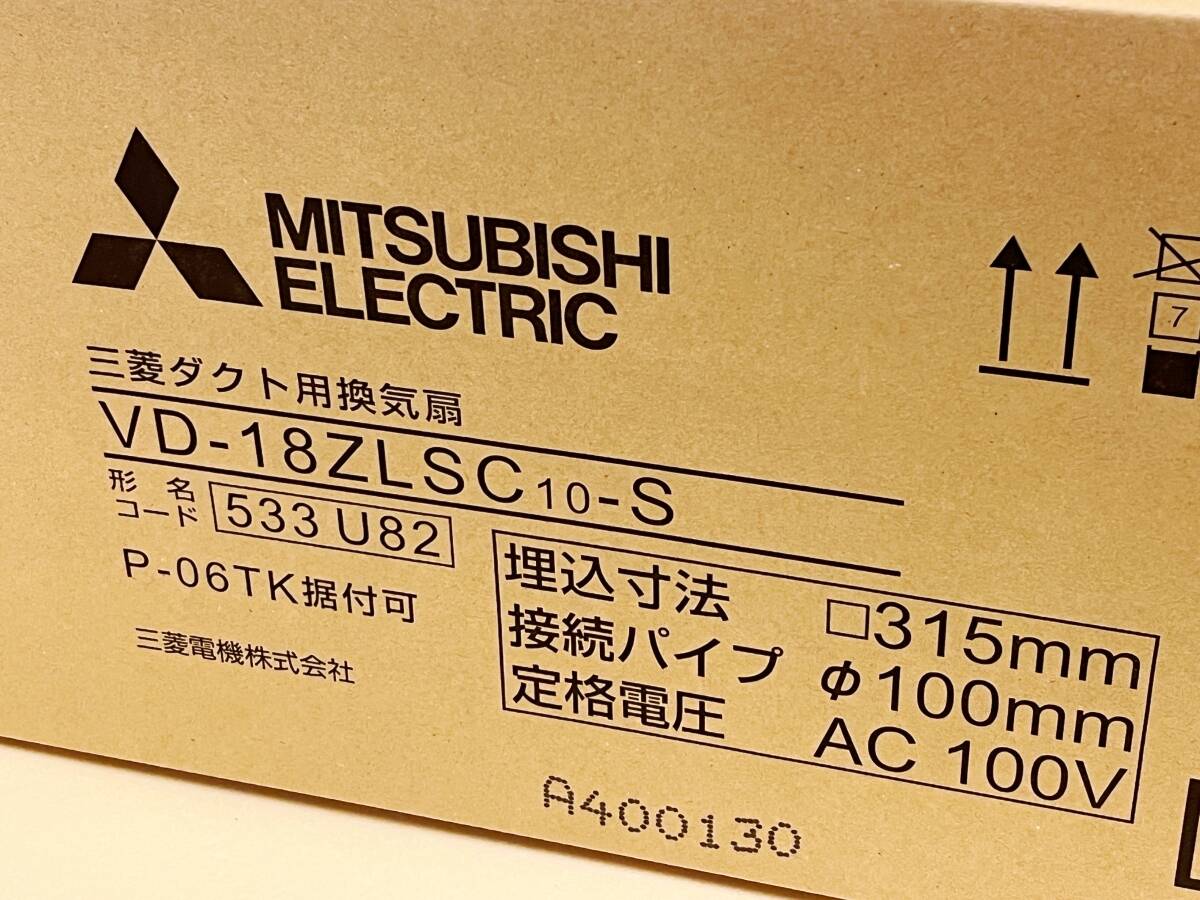 MITSUBISHI
ELECTRIC
三菱ダクト用換気扇
VD-18ZLSC10-S
形名
コード 533 U82
P-06TK据付可
三菱電機株式会社
埋込寸法 □315mm
接続パイプ φ100mm
定格電圧 AC 100V
A400130
7